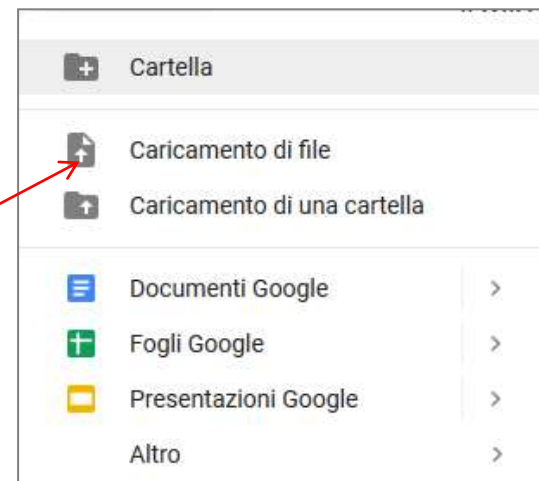 Cartella
Caricamento di file
Caricamento di una cartella
Documenti Google
Fogli Google
Presentazioni Google
Altro